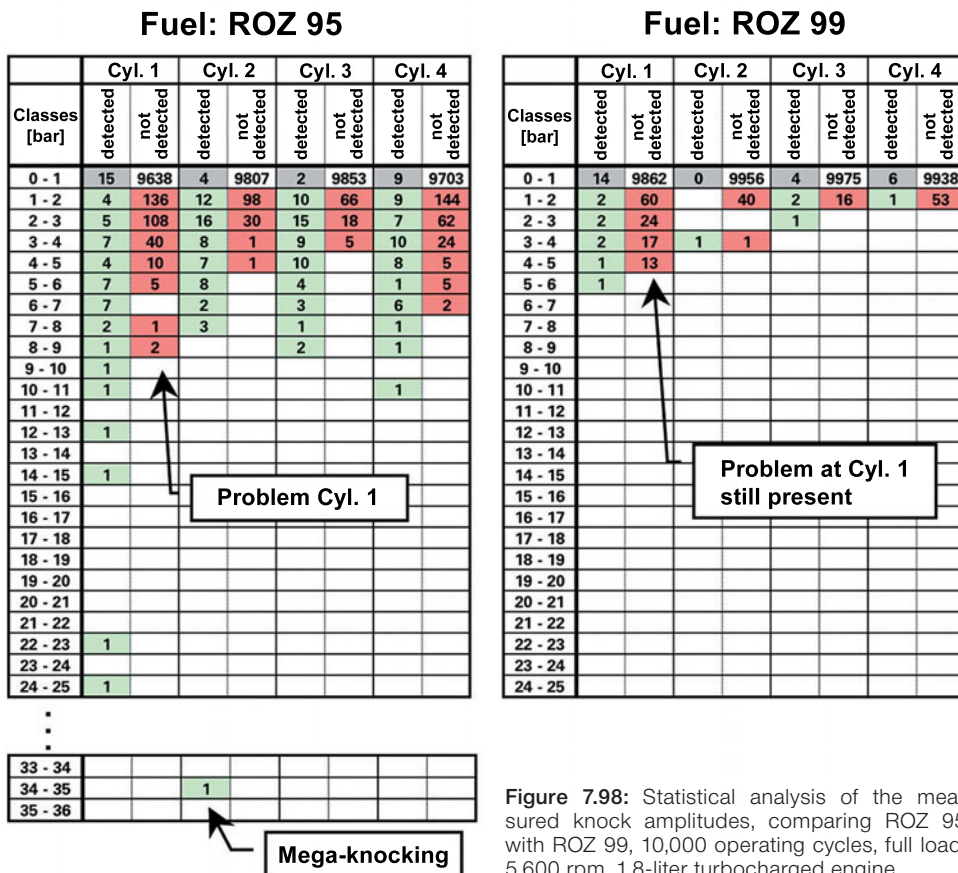 Fuel: ROZ 95
Cyl. 1 Cyl. 2 Cyl. 3 Cyl. 4
Classes [bar] detected not detected detected not detected detected not detected detected not detected
0 - 1 15 9638 4 9807 2 9853 9 9703
1 - 2 4 136 12 98 10 66 9 144
2 - 3 5 108 16 30 15 18 7 62
3 - 4 7 40 8 1 9 5 10 24
4 - 5 4 10 7 1 10 8 5
5 - 6 7 5 8 4 1 5
6 - 7 7 2 3 6 2
7 - 8 2 1 3 1 1
8 - 9 1 2 2 1
9 - 10 1
10 - 11 1 1
11 - 12
12 - 13 1
13 - 14
14 - 15 1
15 - 16
16 - 17
17 - 18
18 - 19
19 - 20
20 - 21
21 - 22
22 - 23 1
23 - 24
24 - 25 1
Problem Cyl. 1
33 - 34
34 - 35 1
35 - 36
Mega-knocking
Fuel: ROZ 99
Cyl. 1 Cyl. 2 Cyl. 3 Cyl. 4
Classes [bar] detected not detected detected not detected detected not detected detected not detected
0 - 1 14 9862 0 9956 4 9975 6 9938
1 - 2 2 60 40 2 16 1 53
2 - 3 2 24 1
3 - 4 2 17 1 1
4 - 5 1 13
5 - 6 1
6 - 7
7 - 8
8 - 9
9 - 10
10 - 11
11 - 12
12 - 13
13 - 14
14 - 15
15 - 16
16 - 17
17 - 18
18 - 19
19 - 20
20 - 21
21 - 22
22 - 23
23 - 24
24 - 25
Problem at Cyl. 1
still present
Figure 7.98: Statistical analysis of the mea-
sured knock amplitudes, comparing ROZ 95
with ROZ 99, 10,000 operating cycles, full load,
5,600 rpm, 1.8-liter turbocharged engine